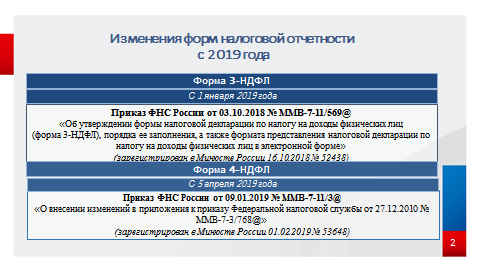 Изменения форм налоговой отчетности
с 2019 года
Форма 3-НДФЛ
С 1 января 2019 года
Приказ ФНС России от 03.10.2018 № ММВ-7-11/569@
«Об утверждении формы налоговой декларации по налогу на доходы физических лиц
(форма 3-НДФЛ), порядка ее заполнения, а также формата представления налоговой декларации по
налогу на доходы физических лиц в электронной форме»
(зарегистрирован в Минюсте России 16.10.2018 № 52438)
Форма 4-НДФЛ
С 5 апреля 2019 года
Приказ ФНС России от 09.01.2019 № ММВ-7-11/3@
«О внесении изменений в приложения к приказу Федеральной налоговой службы от 27.12.2010 №
ММВ-7-3/768@»
(зарегистрирован в Минюсте России 01.02.2019 № 53648)
2